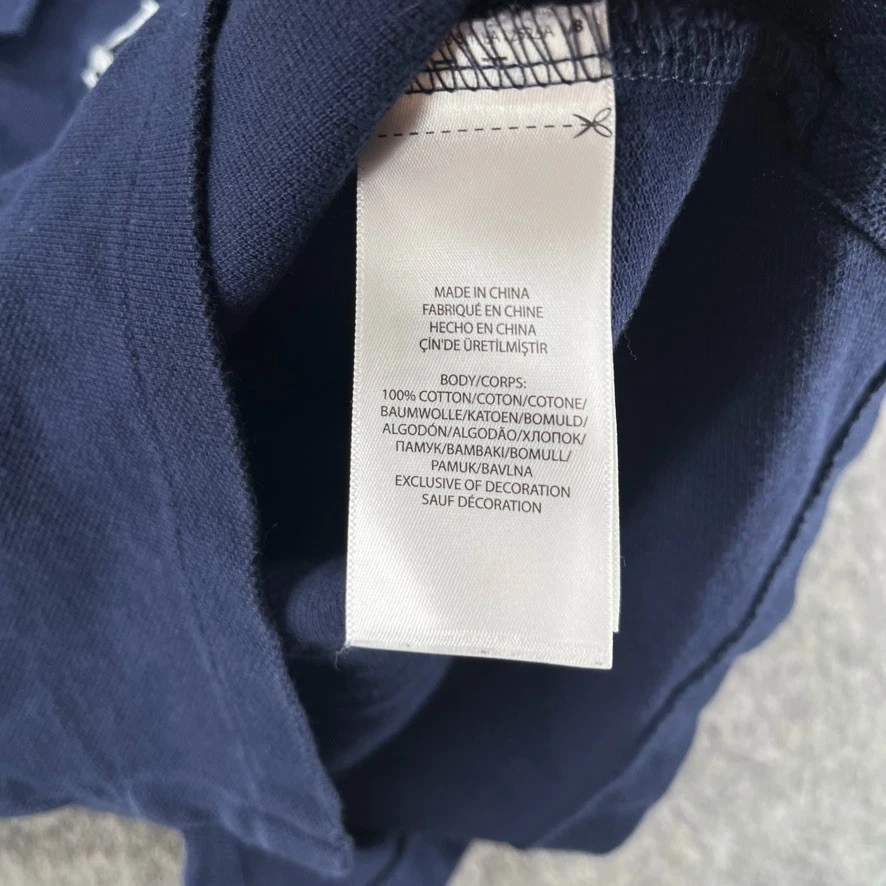 MADE IN CHINA
FABRIQUÉ EN CHINE
HECHO EN CHINA
ÇİN'DE ÜRETİLMİŞTİR
BODY/CORPS:
100% COTTON/COTON/COTONE/
BAUMWOLLE/KATOEN/BOMULD/
ALGODÓN/ALGODÃO/ХЛОПОК/
ПАМУК/BAMBAKI/BOMULL/
PAMUK/BAVLNA
EXCLUSIVE OF DECORATION
SAUF DÉCORATION